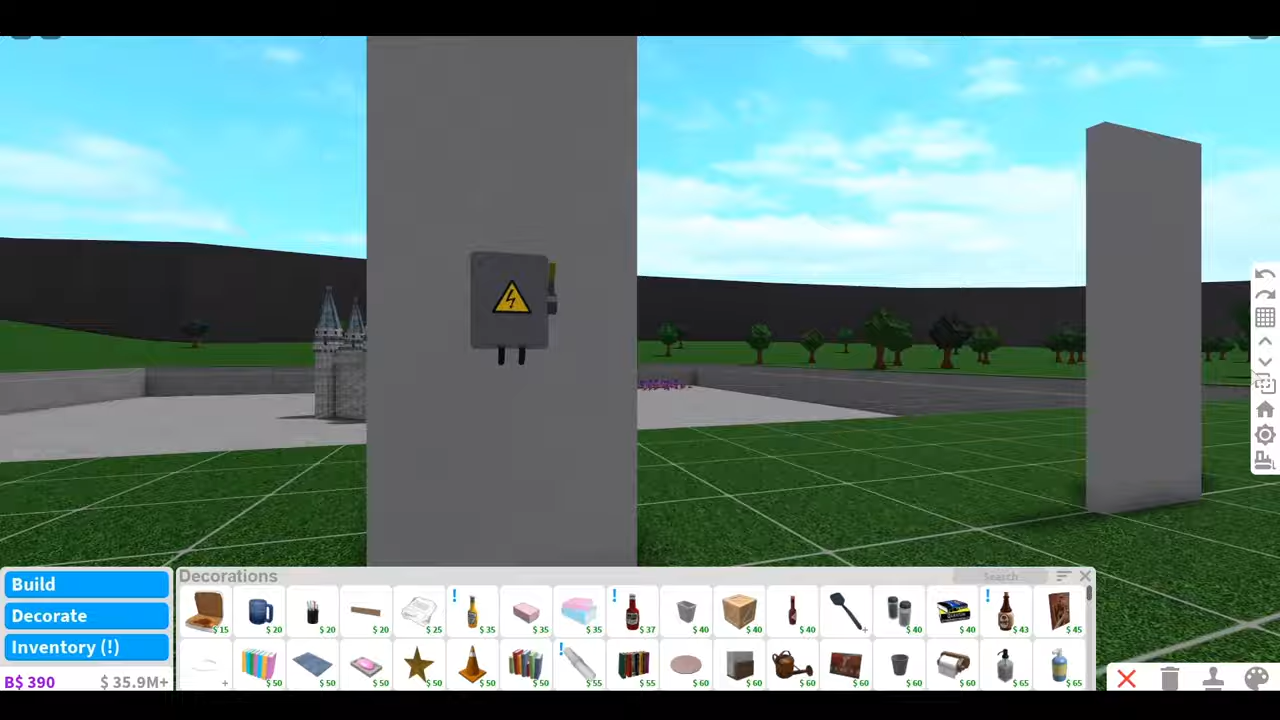 Build
Decorate
Inventory (!)
B$ 390
$ 35.9M+
Decorations
Search
$ 15
$ 20
$ 20
$ 20
$ 25
! $ 35
$ 35
$ 35
! $ 37
$ 40
$ 40
$ 40
+
$ 40
$ 40
! $ 43
$ 45
+
$ 50
$ 50
$ 50
$ 50
$ 50
$ 50
! $ 55
$ 55
$ 60
$ 60
$ 60
$ 60
$ 60
$ 60
$ 65
$ 65